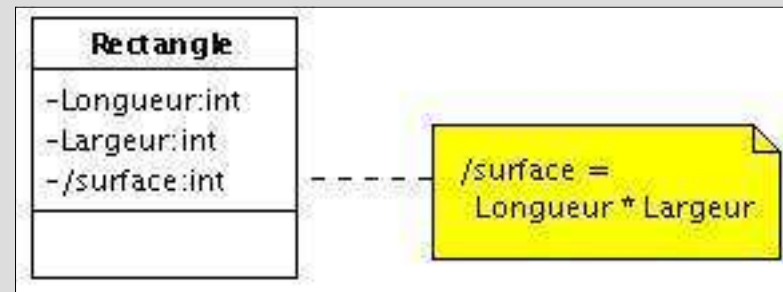 Rectangle
-Longueur:int
-Largeur:int
-/surface:int
/surface =
Longueur * Largeur